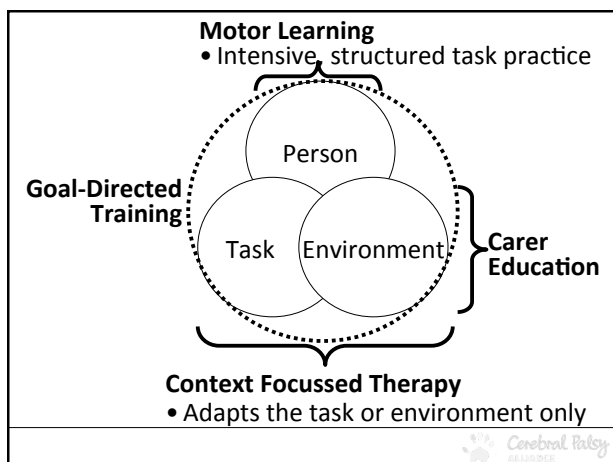 Motor Learning
• Intensive, structured task practice
Person
Goal-Directed
Training
Task
Environment
Carer
Education
Context Focussed Therapy
• Adapts the task or environment only
Cerebral Palsy
ALLIANCE